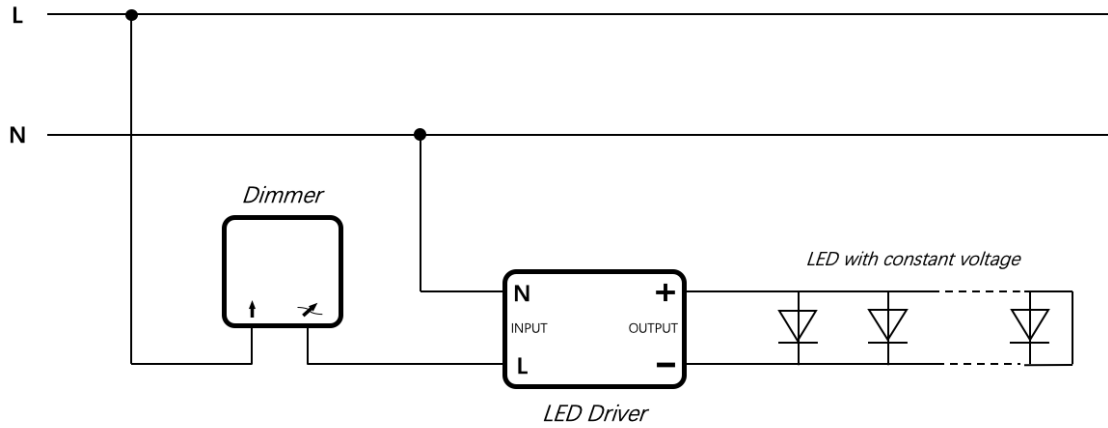 L
N
Dimmer
LED with constant voltage
N
+
INPUT
OUTPUT
L
−
LED Driver